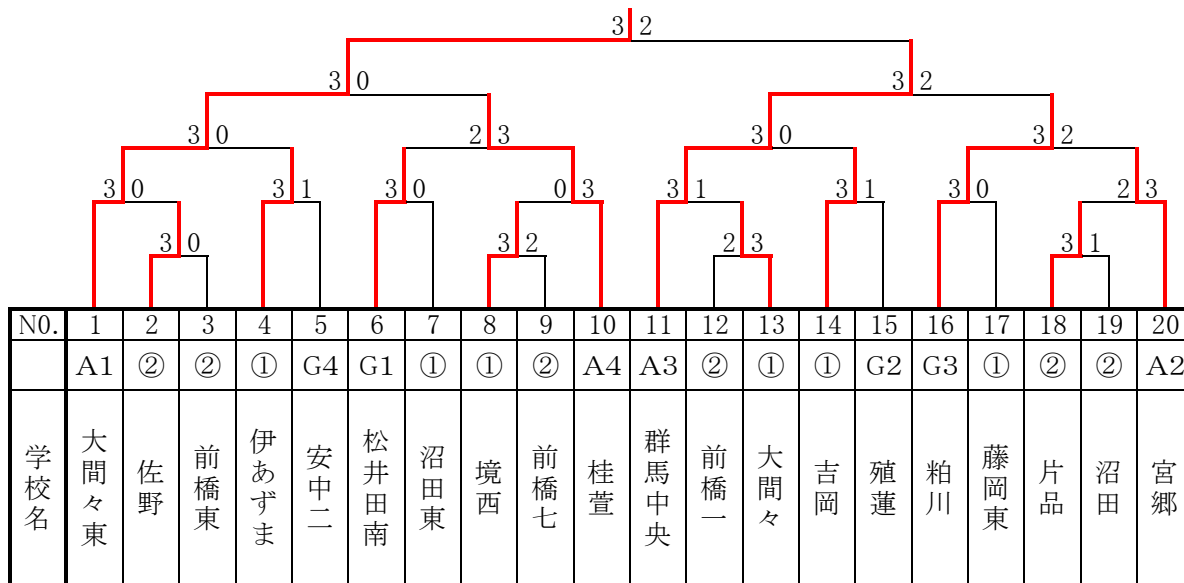 3 2
3 0 3 2
3 0 2 3 3 0 3 2
3 0 3 1 3 0 0 3 3 1 3 1 3 0 2 3
3 0 3 2 2 3 3 1
N0. 1 2 3 4 5 6 7 8 9 10 11 12 13 14 15 16 17 18 19 20
A1 ② ② ① G4 G1 ① ① ② A4 A3 ② ① ① G2 G3 ① ② ② A2
学校名 大間々東 佐野 前橋東 伊あずま 安中二 松井田南 沼田東 境西 前橋七 桂萱 群馬中央 前橋一 大間々 吉岡 殖蓮 粕川 藤岡東 片品 沼田 宮郷